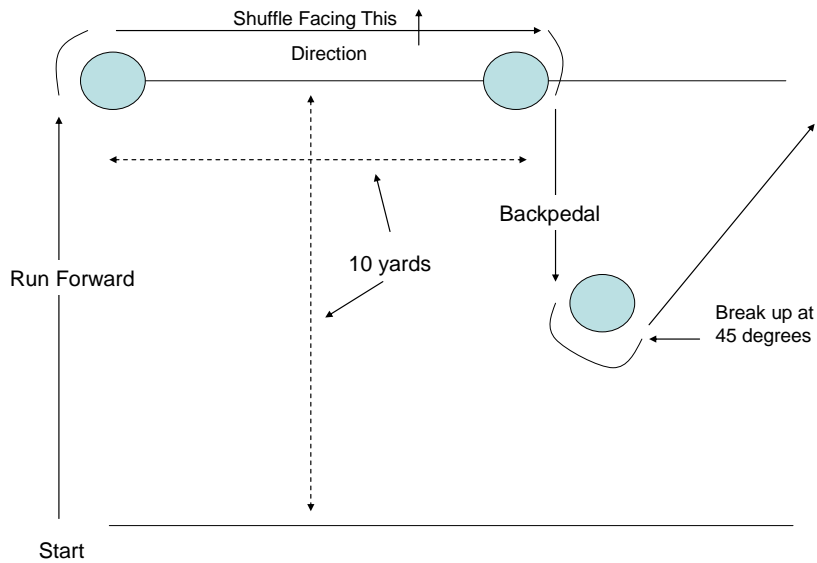 Shuffle Facing This
Direction
Backpedal
10 yards
Run Forward
Break up at
45 degrees
Start